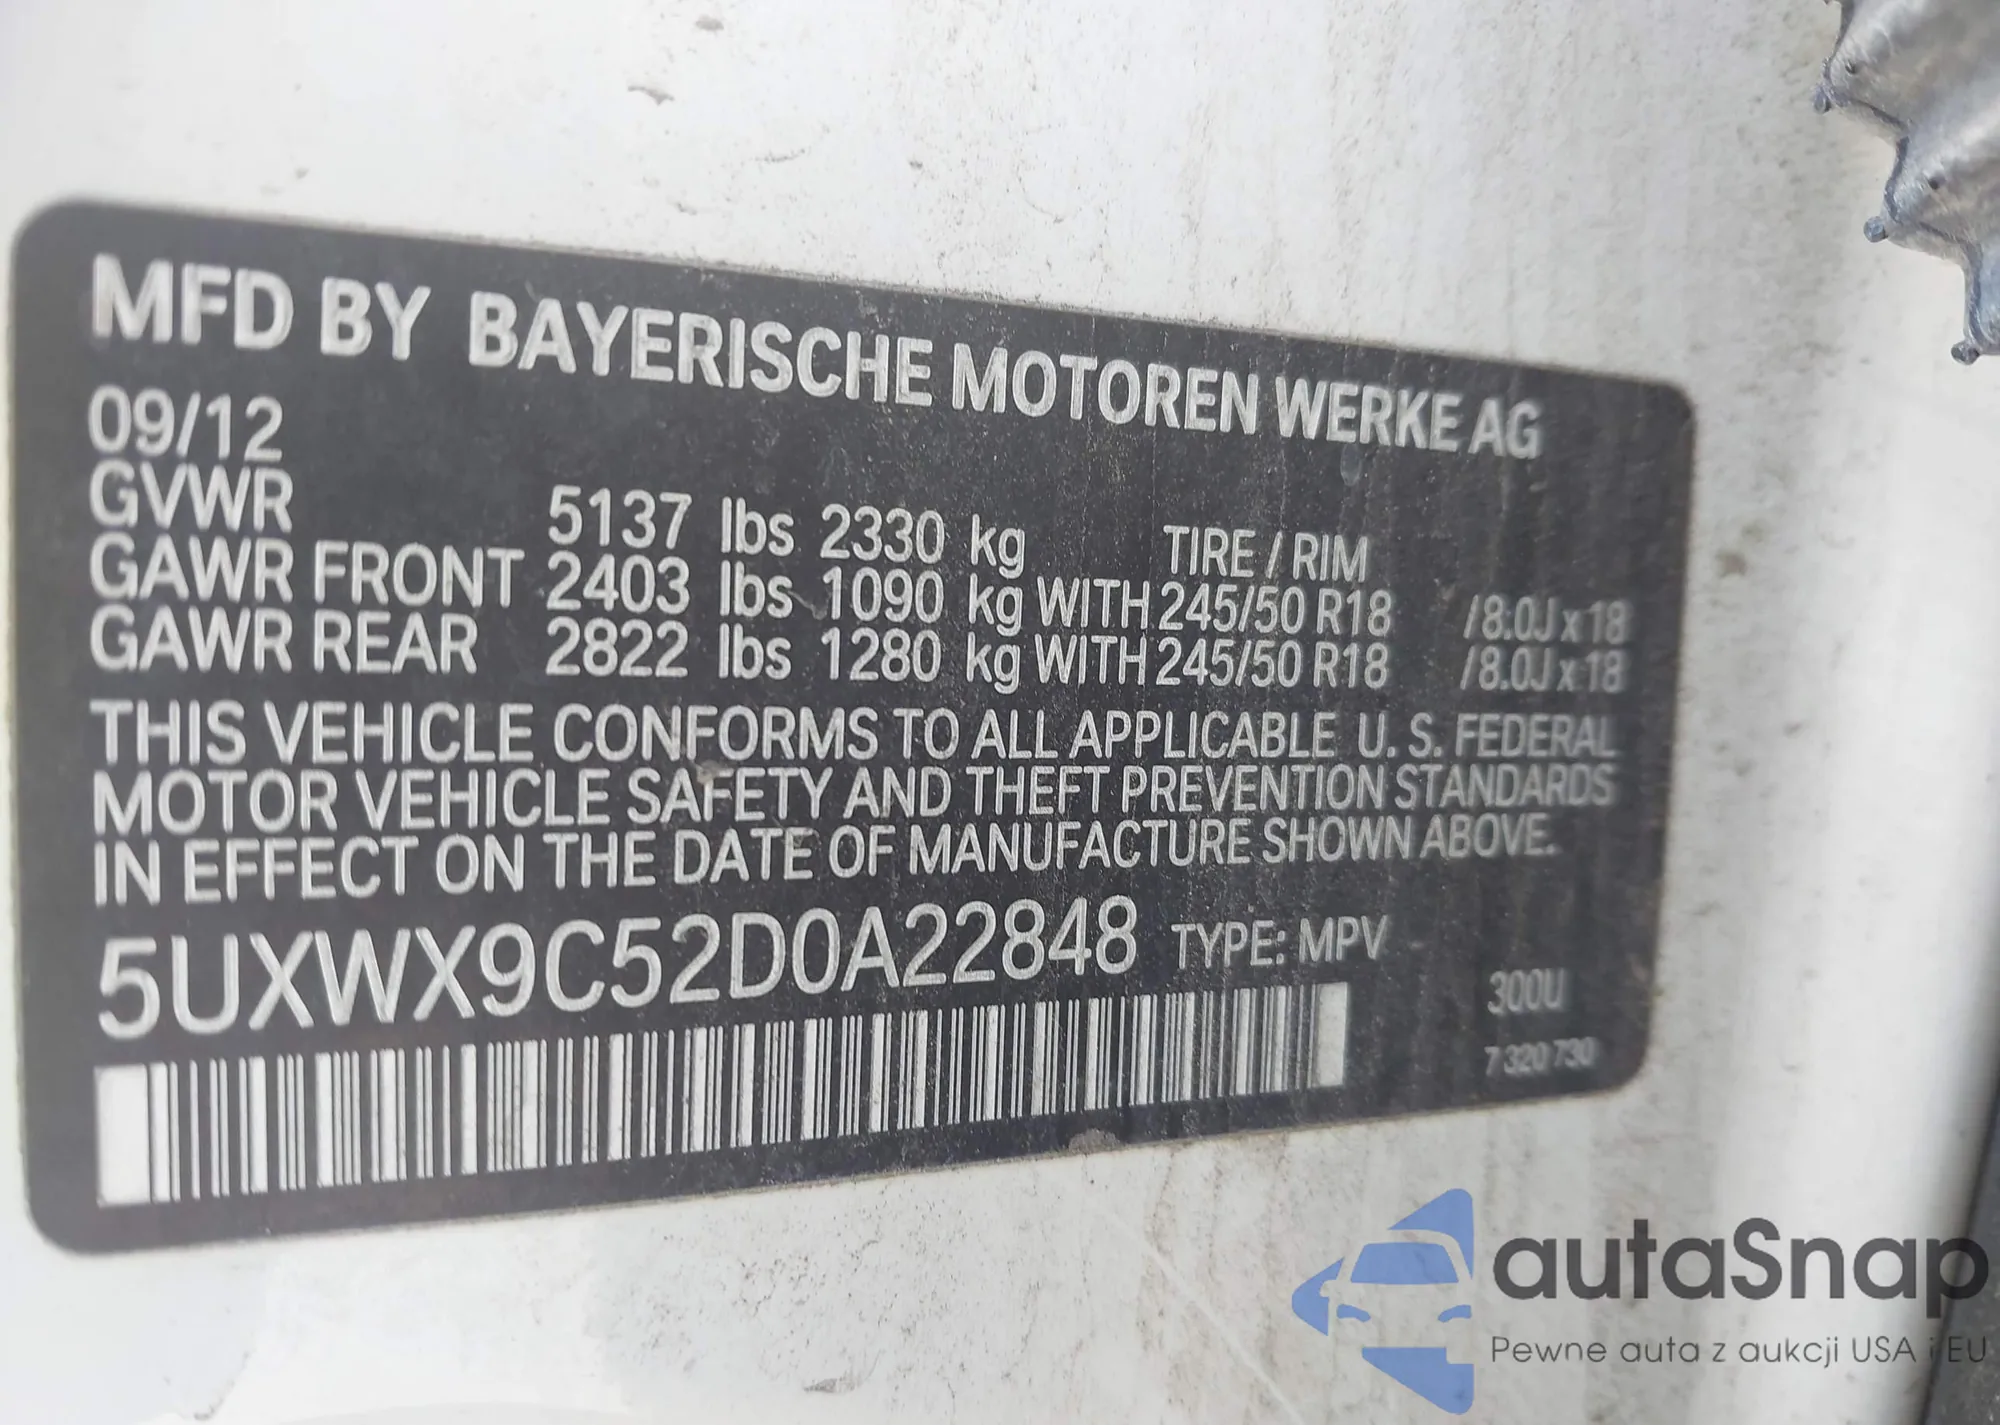 MFD BY BAYERISCHE MOTOREN WERKE AG
09/12
GVWR 5137 lbs 2330 kg TIRE / RIM
GAWR FRONT 2403 lbs 1090 kg WITH 245/50 R18 /8.0J x 18
GAWR REAR 2822 lbs 1280 kg WITH 245/50 R18 /8.0J x 18
THIS VEHICLE CONFORMS TO ALL APPLICABLE U. S. FEDERAL
MOTOR VEHICLE SAFETY AND THEFT PREVENTION STANDARDS
IN EFFECT ON THE DATE OF MANUFACTURE SHOWN ABOVE.
5UXWX9C52D0A22848 TYPE: MPV
300U
7 320 730
autaSnap
Pewne auta z aukcji USA i EU